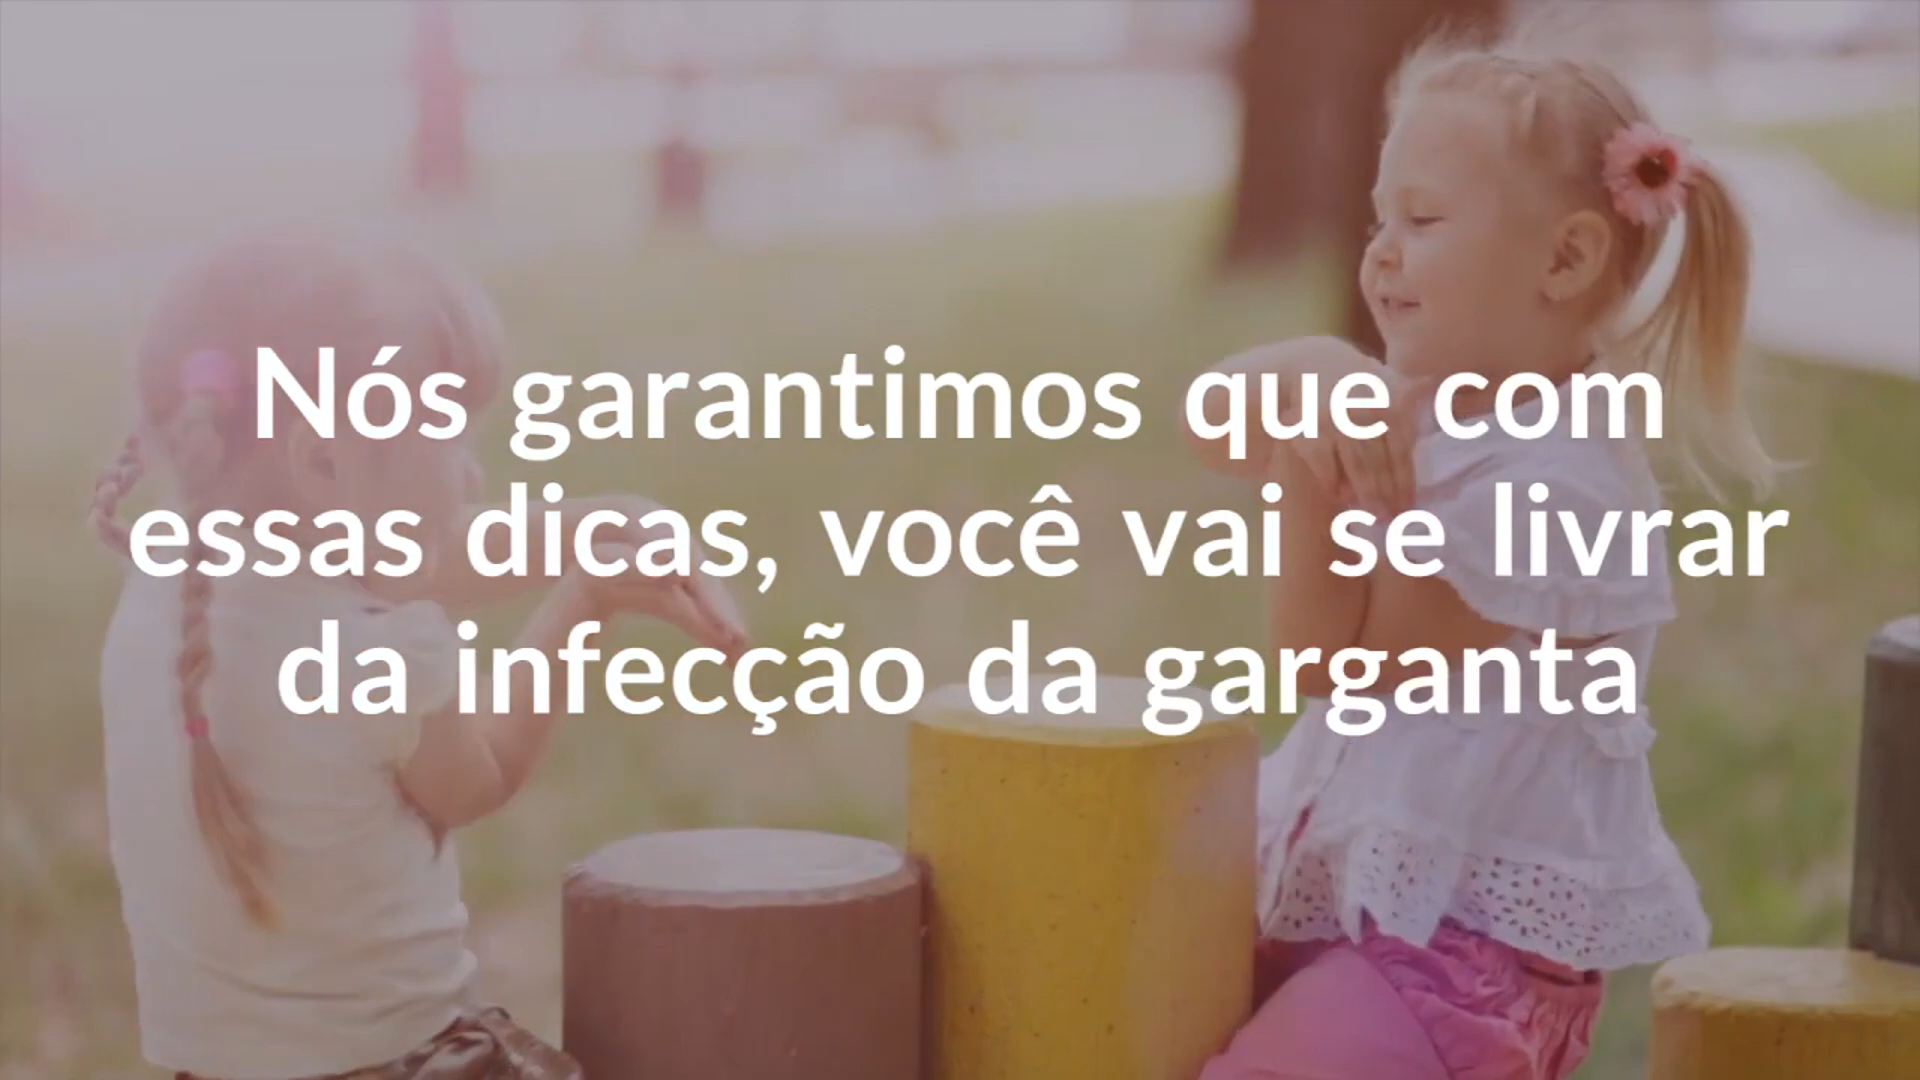 Nós garantimos que com
essas dicas, você vai se livrar
da infecção da garganta